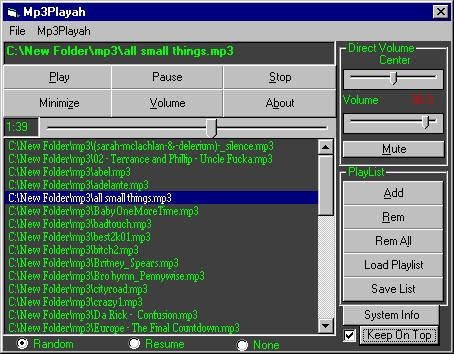 Mp3Playah
File Mp3Playah
C:\New Folder\mp3\all small things.mp3
Play Pause Stop
Minimize Volume About
1:39
C:\New Folder\mp3\(sarah-mclachlan-&-delerium)-_silence.mp3
C:\New Folder\mp3\02 - Terrance and Phillip - Uncle Fucka.mp3
C:\New Folder\mp3\abel.mp3
C:\New Folder\mp3\adelante.mp3
C:\New Folder\mp3\all small things.mp3
C:\New Folder\mp3\BabyOneMoreTime.mp3
C:\New Folder\mp3\badtouch.mp3
C:\New Folder\mp3\best2k01.mp3
C:\New Folder\mp3\bitch2.mp3
C:\New Folder\mp3\Britney_Spears.mp3
C:\New Folder\mp3\Bro hymn_Pennywise.mp3
C:\New Folder\mp3\cityroad.mp3
C:\New Folder\mp3\crazy1.mp3
C:\New Folder\mp3\Da Rick - Confusion.mp3
C:\New Folder\mp3\Europe - The Final Countdown.mp3
Random Resume None
Direct Volume
Center
Volume
Mute
PlayList
Add
Rem
Rem All
Load Playlist
Save List
System Info
Keep On Top